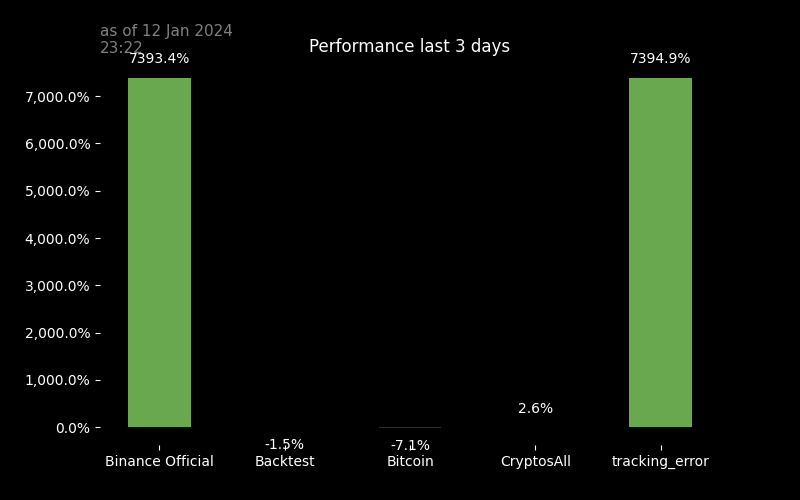 as of 12 Jan 2024
23:22
Performance last 3 days
7393.4%
7394.9%
7,000.0%
6,000.0%
5,000.0%
4,000.0%
3,000.0%
2,000.0%
1,000.0%
2.6%
0.0%
-1.5%
-7.1%
Binance Official
Backtest
Bitcoin
CryptosAll
tracking_error